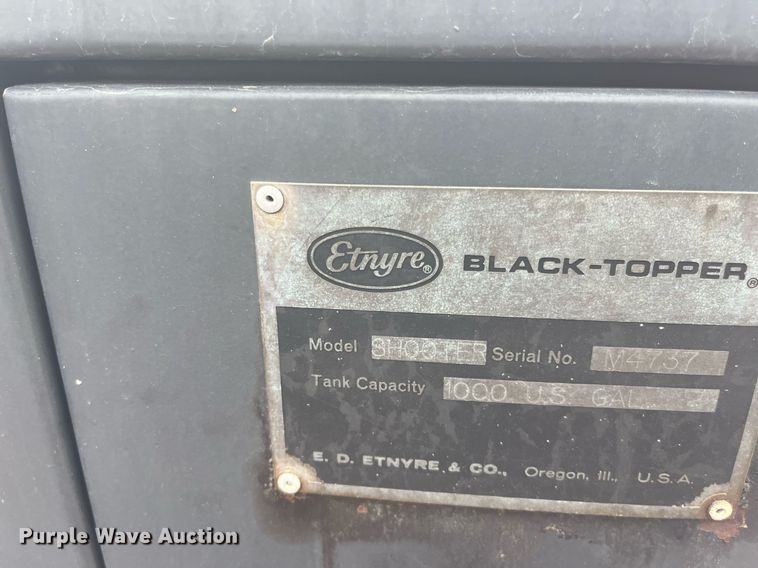 Etnyre® BLACK-TOPPER®
Model SHOOTER Serial No. M4737
Tank Capacity 1000 U.S. GAL.
E. D. ETNYRE & CO., Oregon, Ill., U.S.A.
Purple Wave Auction